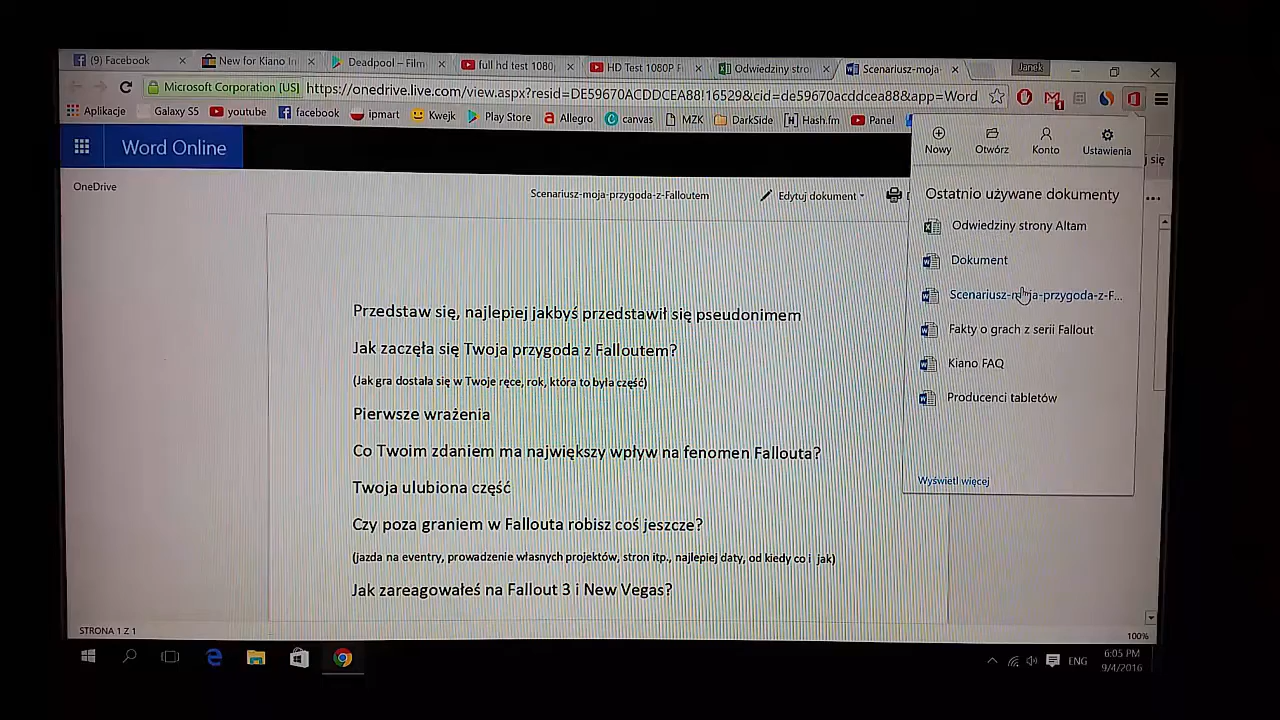 (9) Facebook
New for Kiano In
Deadpool – Film
full hd test 1080
HD Test 1080P F
Odwiedziny stro
Scenariusz-moja
Janek
Microsoft Corporation [US]
https://onedrive.live.com/view.aspx?resid=DE59670ACDDCEA88!16529&cid=de59670acddcea88&app=Word
Aplikacje
Galaxy S5
youtube
facebook
ipmart
Kwejk
Play Store
Allegro
canvas
MZK
DarkSide
Hash.fm
Panel
Word Online
Nowy
Otwórz
Konto
Ustawienia
j się
OneDrive
Scenariusz-moja-przygoda-z-Falloutem
Edytuj dokumentu
Ostatnio używane dokumenty
Odwiedziny strony Altam
Dokument
Scenariusz-moja-przygoda-z-F...
Fakty o grach z serii Fallout
Kiano FAQ
Producenci tabletów
Wyświetl więcej
Przedstaw się, najlepiej jakbyś przedstawił się pseudonimem
Jak zaczęła się Twoja przygoda z Falloutem?
(Jak gra dostała się w Twoje ręce, rok, która to była część)
Pierwsze wrażenia
Co Twoim zdaniem ma największy wpływ na fenomen Fallouta?
Twoja ulubiona część
Czy poza graniem w Fallouta robisz coś jeszcze?
(jazda na eventry, prowadzenie własnych projektów, stron itp., najlepiej daty, od kiedy co i jak)
Jak zareagowałeś na Fallout 3 i New Vegas?
STRONA 1 Z 1
100%
ENG
6:05 PM
9/4/2016